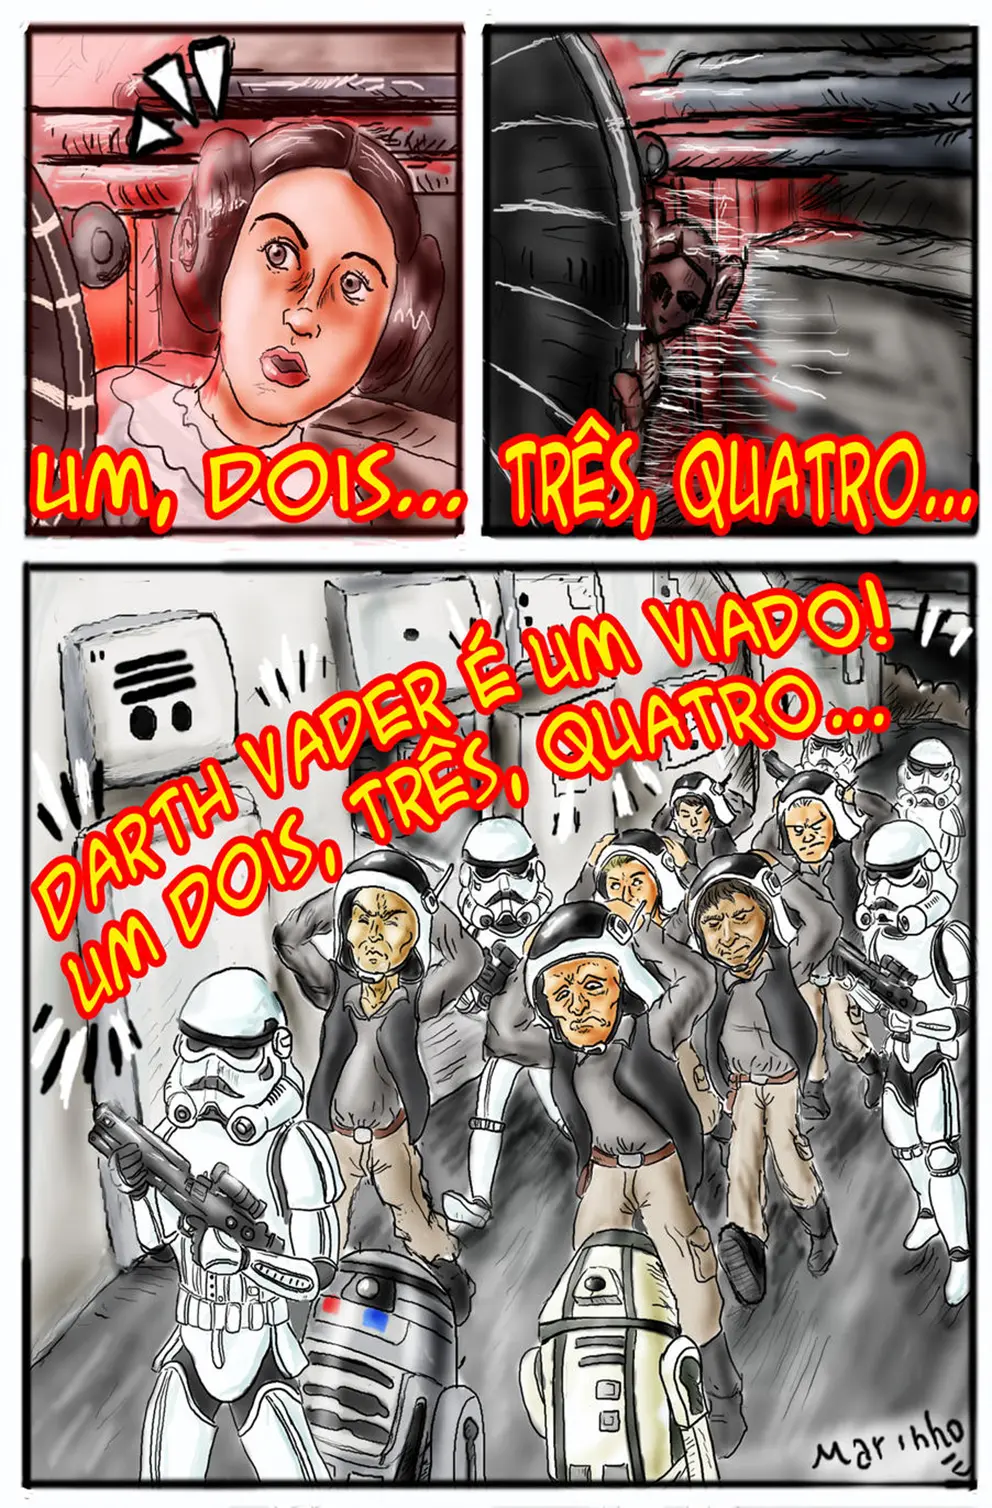 UM, DOIS...
TRÊS, QUATRO...
DARTH VADER É UM VIADO!
UM DOIS, TRÊS, QUATRO...
Marinho